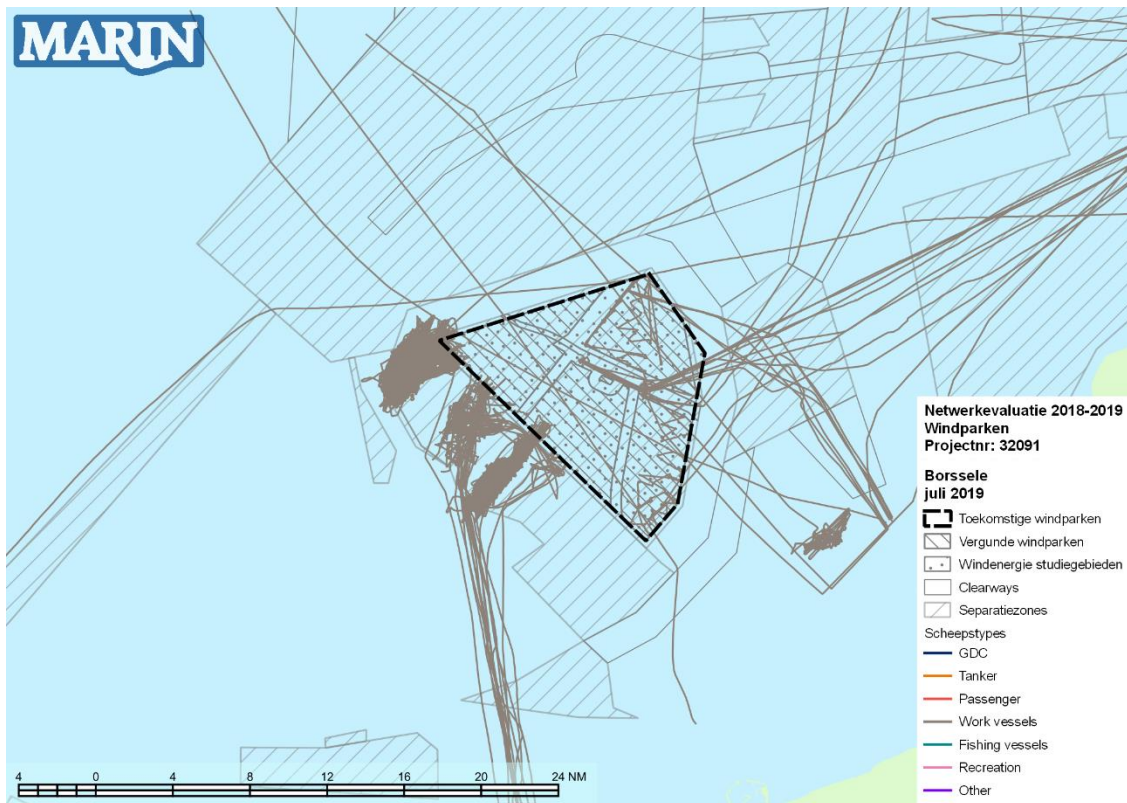 MARIN
Netwerkevaluatie 2018-2019
Windparken
Projectnr: 32091
Borssele
juli 2019
Toekomstige windparken
Vergunde windparken
Windenergie studiegebieden
Clearways
Separatiezones
Scheepstypes
GDC
Tanker
Passenger
Work vessels
Fishing vessels
Recreation
Other
4 0 4 8 12 16 20 24 NM